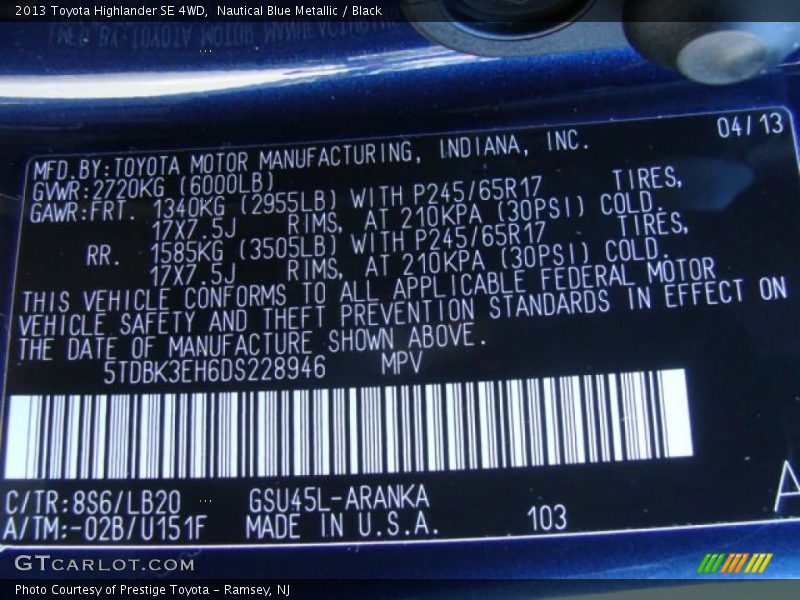 2013 Toyota Highlander SE 4WD, Nautical Blue Metallic / Black
04/13
MFD.BY:TOYOTA MOTOR MANUFACTURING, INDIANA, INC.
GVWR:2720KG (6000LB)
GAWR:FRT. 1340KG (2955LB) WITH P245/65R17 TIRES,
17X7.5J RIMS, AT 210KPA (30PSI) COLD.
RR. 1585KG (3505LB) WITH P245/65R17 TIRES,
17X7.5J RIMS, AT 210KPA (30PSI) COLD.
THIS VEHICLE CONFORMS TO ALL APPLICABLE FEDERAL MOTOR
VEHICLE SAFETY AND THEFT PREVENTION STANDARDS IN EFFECT ON
THE DATE OF MANUFACTURE SHOWN ABOVE.
5TDBK3EH6DS228946 MPV
C/TR:8S6/LB20 GSU45L-ARANKA
A/TM:-02B/U151F MADE IN U.S.A. 103
A
GTCARLOT.COM
Photo Courtesy of Prestige Toyota - Ramsey, NJ